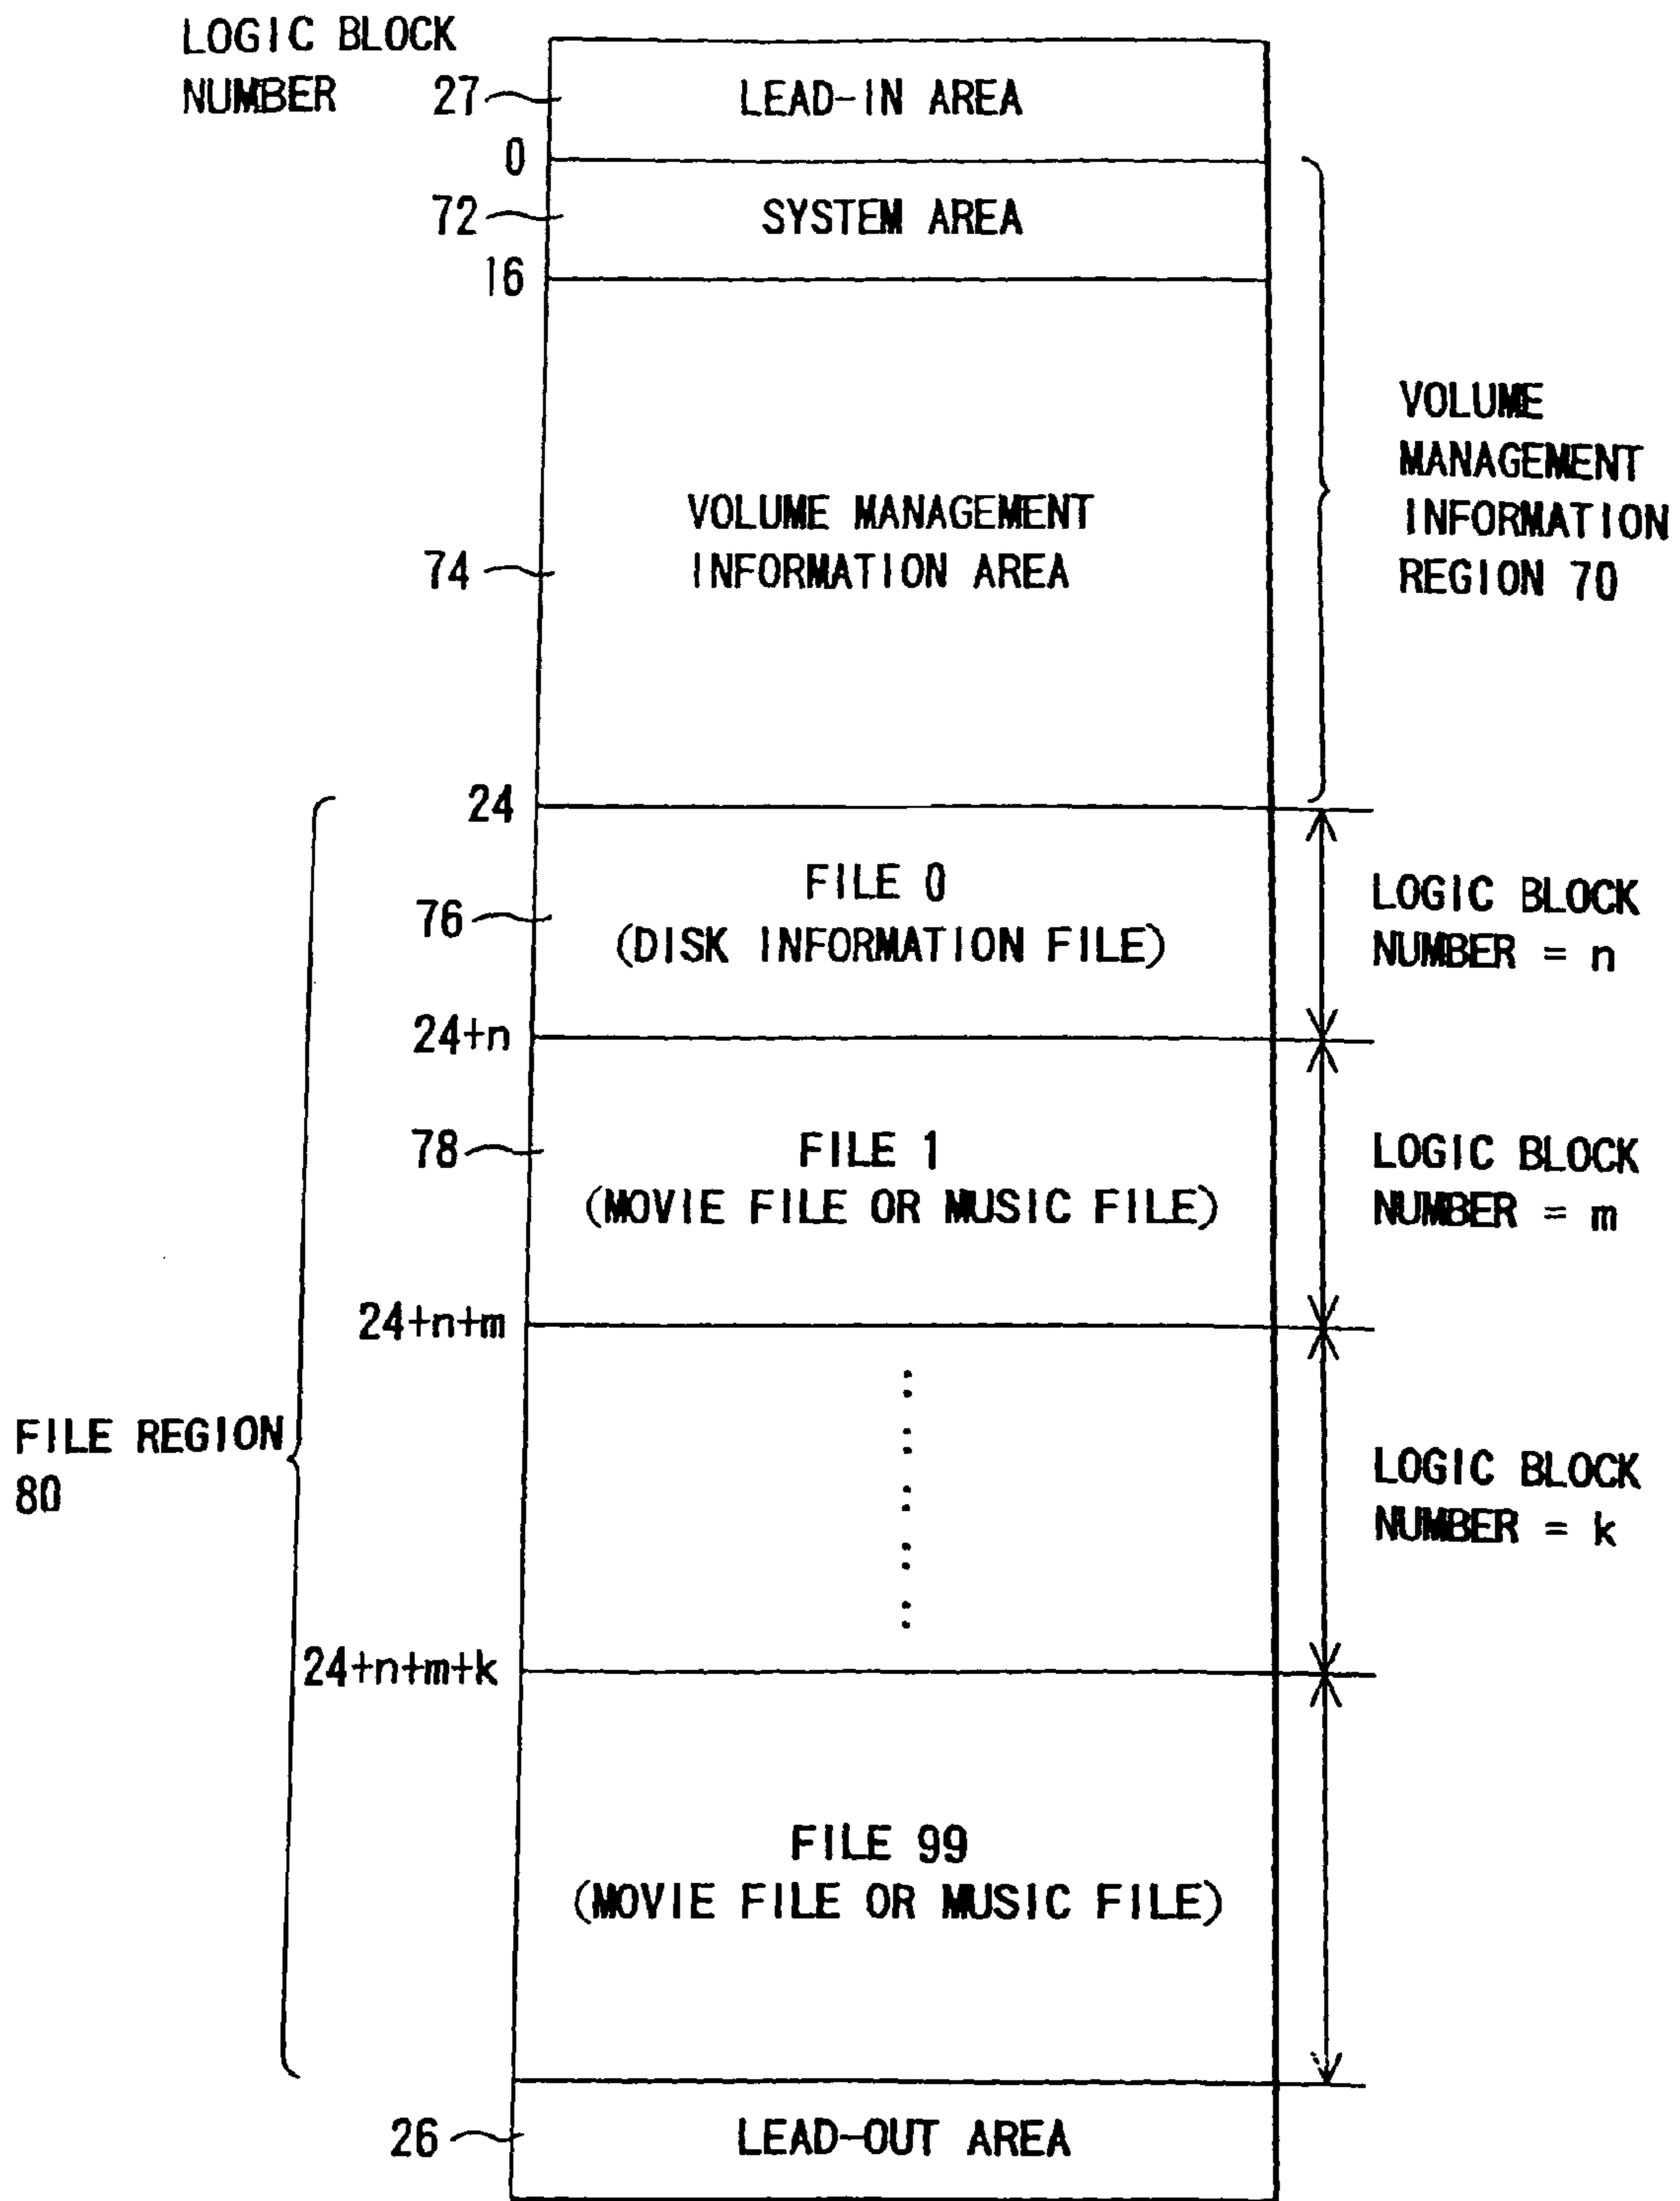 LOGIC BLOCK
NUMBER
27
LEAD-IN AREA
0
72
SYSTEM AREA
16
VOLUME
MANAGEMENT
INFORMATION
REGION 70
VOLUME MANAGEMENT
INFORMATION AREA
74
24
FILE 0
(DISK INFORMATION FILE)
76
LOGIC BLOCK
NUMBER = n
24+n
78
FILE 1
(MOVIE FILE OR MUSIC FILE)
LOGIC BLOCK
NUMBER = m
24+n+m
FILE REGION
80
LOGIC BLOCK
NUMBER = k
24+n+m+k
FILE 99
(MOVIE FILE OR MUSIC FILE)
26
LEAD-OUT AREA